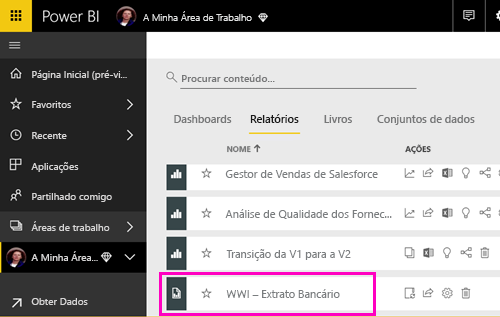 Power BI A Minha Área de Trabalho
Página Inicial (pré-vi...
Favoritos
Recente
Aplicações
Partilhado comigo
Áreas de trabalho
A Minha Área...
Obter Dados
Procurar conteúdo...
Dashboards Relatórios Livros Conjuntos de dados
NOME AÇÕES
Gestor de Vendas de Salesforce
Análise de Qualidade dos Fornec...
Transição da V1 para a V2
WWI – Extrato Bancário